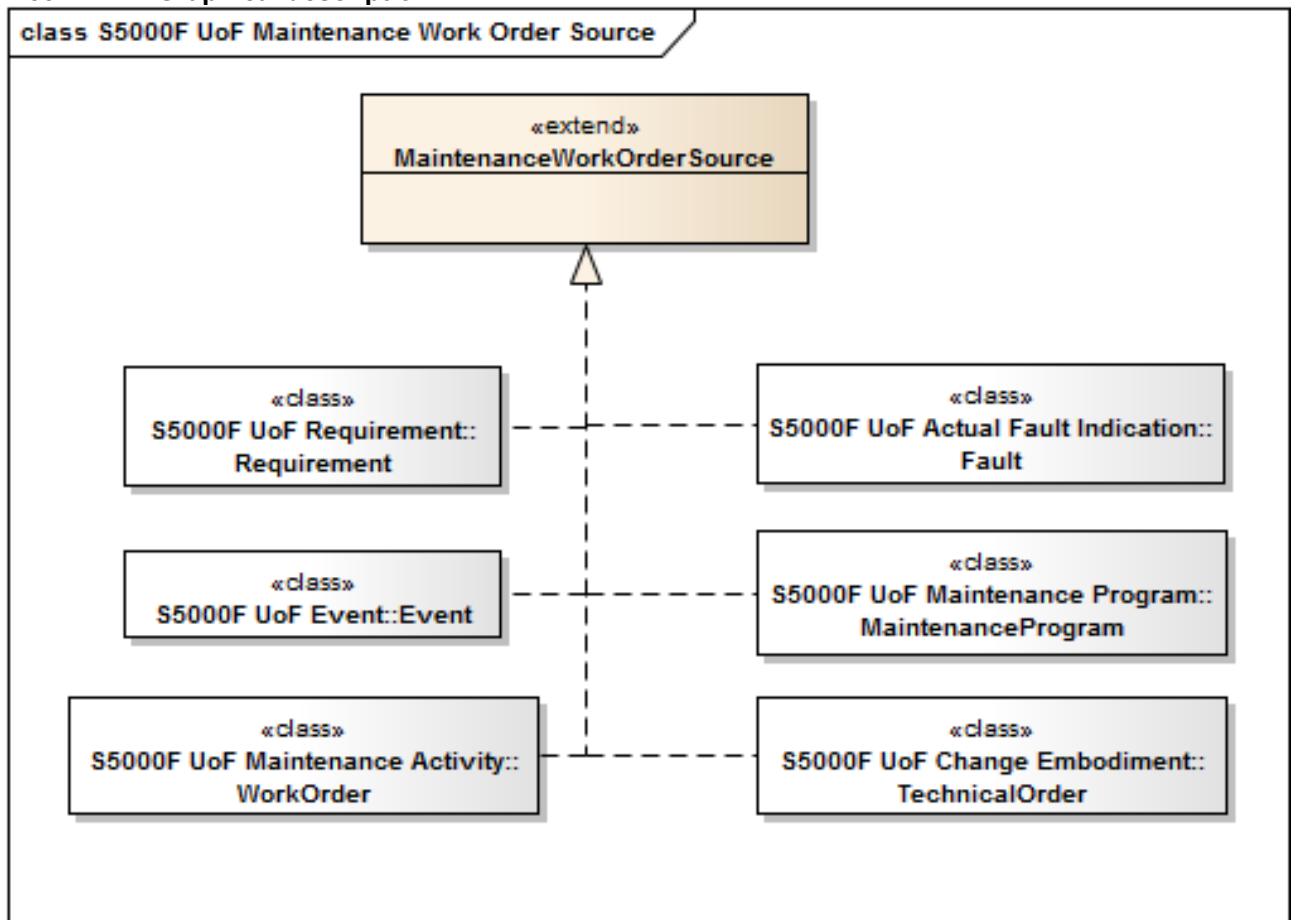 class S5000F UoF Maintenance Work Order Source
«extend»
MaintenanceWorkOrderSource
«class»
S5000F UoF Requirement::
Requirement
«class»
S5000F UoF Actual Fault Indication::
Fault
«class»
S5000F UoF Event::Event
«class»
S5000F UoF Maintenance Program::
MaintenanceProgram
«class»
S5000F UoF Maintenance Activity::
WorkOrder
«class»
S5000F UoF Change Embodiment::
TechnicalOrder